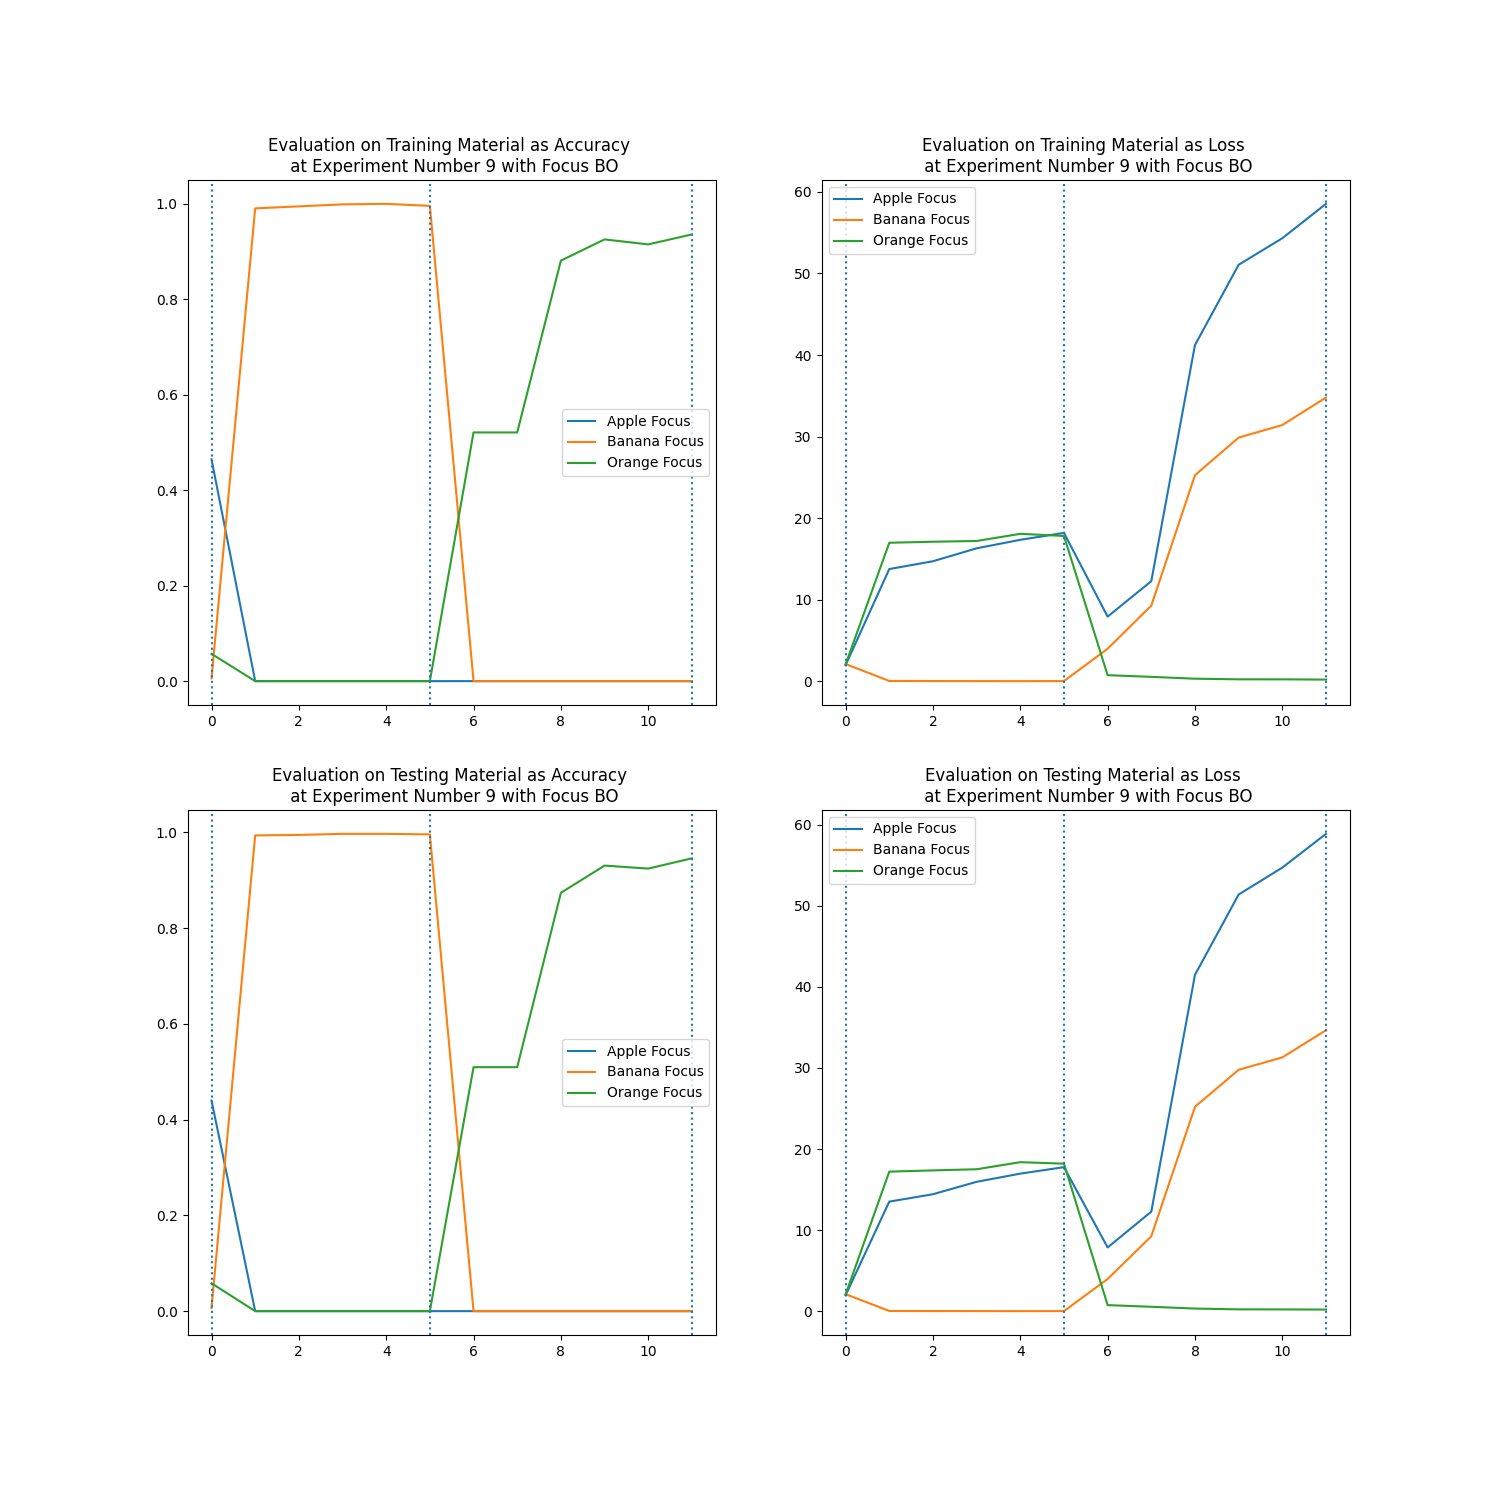 Evaluation on Training Material as Accuracy
at Experiment Number 9 with Focus BO
1.0
0.8
0.6
0.4
0.2
0.0
Apple Focus
Banana Focus
Orange Focus
0 2 4 6 8 10
Evaluation on Training Material as Loss
at Experiment Number 9 with Focus BO
60
50
40
30
20
10
0
Apple Focus
Banana Focus
Orange Focus
0 2 4 6 8 10
Evaluation on Testing Material as Accuracy
at Experiment Number 9 with Focus BO
1.0
0.8
0.6
0.4
0.2
0.0
Apple Focus
Banana Focus
Orange Focus
0 2 4 6 8 10
Evaluation on Testing Material as Loss
at Experiment Number 9 with Focus BO
60
50
40
30
20
10
0
Apple Focus
Banana Focus
Orange Focus
0 2 4 6 8 10